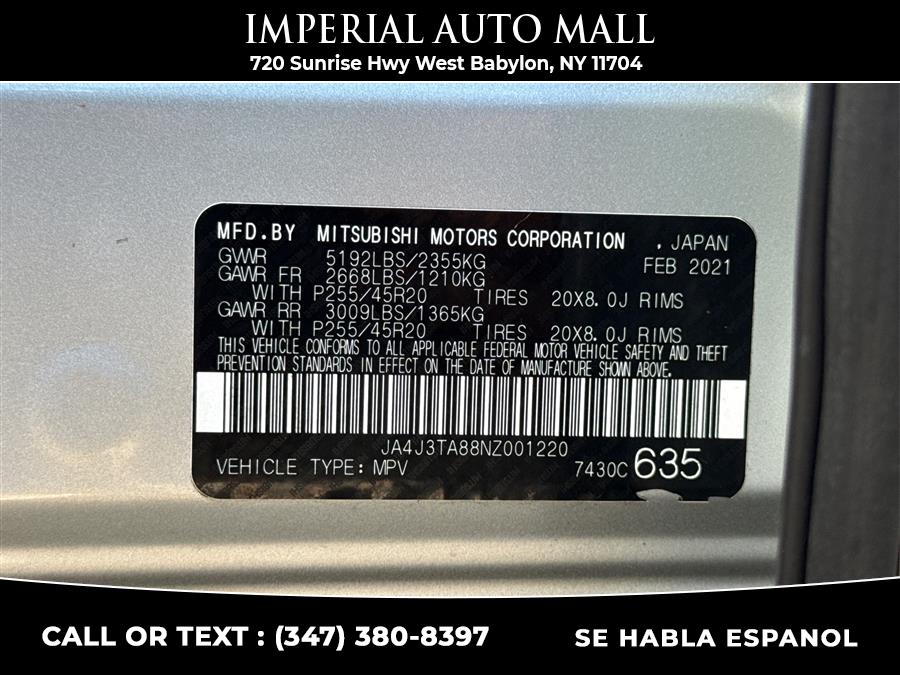 IMPERIAL AUTO MALL
720 Sunrise Hwy West Babylon, NY 11704
MFD.BY MITSUBISHI MOTORS CORPORATION , JAPAN
GVWR 5192LBS/2355KG FEB 2021
GAWR FR 2668LBS/1210KG
WITH P255/45R20 TIRES 20X8.0J RIMS
GAWR RR 3009LBS/1365KG
WITH P255/45R20 TIRES 20X8.0J RIMS
THIS VEHICLE CONFORMS TO ALL APPLICABLE FEDERAL MOTOR VEHICLE SAFETY AND THEFT
PREVENTION STANDARDS IN EFFECT ON THE DATE OF MANUFACTURE SHOWN ABOVE.
JA4J3TA88NZ001220
VEHICLE TYPE: MPV 7430C 635
CALL OR TEXT : (347) 380-8397 SE HABLA ESPANOL